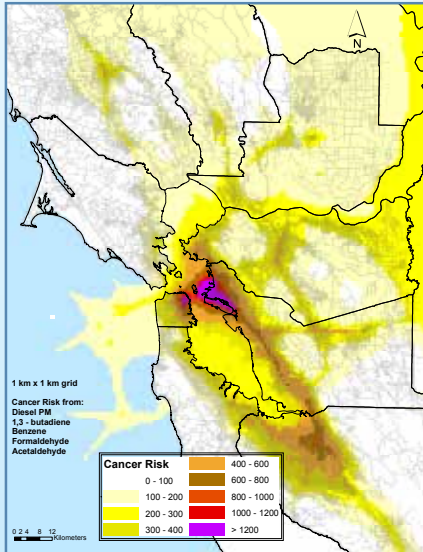 N
1 km x 1 km grid
Cancer Risk from:
Diesel PM
1,3 - butadiene
Benzene
Formaldehyde
Acetaldehyde
0 2 4 8 12
Kilometers
Cancer Risk
0 - 100
100 - 200
200 - 300
300 - 400
400 - 600
600 - 800
800 - 1000
1000 - 1200
> 1200